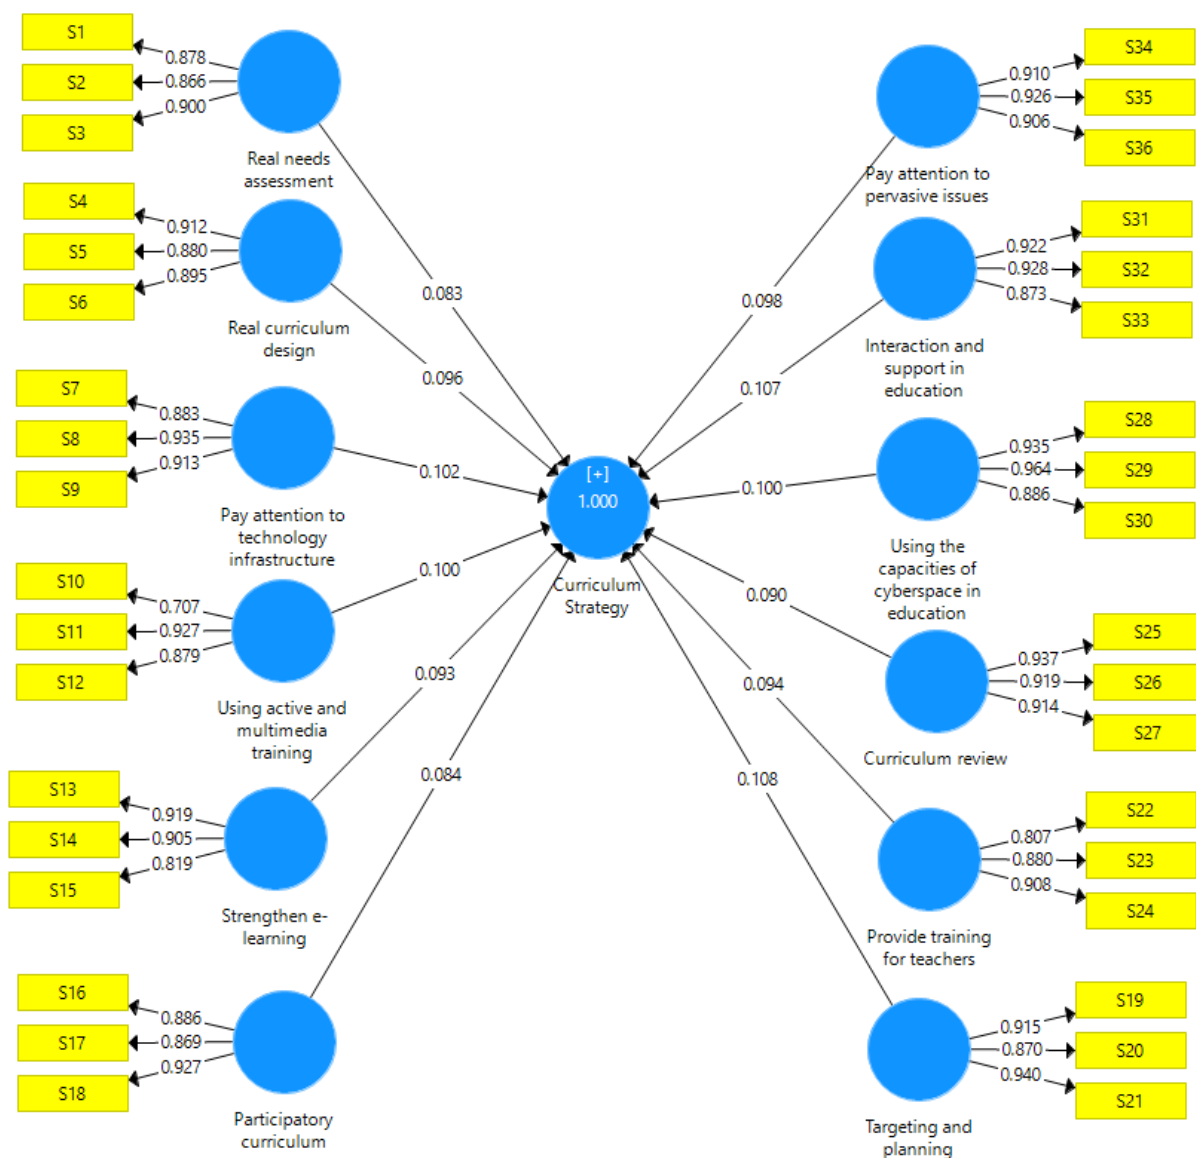 S1
0.878
S2
0.866
S3
0.900
Real needs
assessment
S4
0.912
S5
0.880
S6
0.895
Real curriculum
design
S7
0.883
S8
0.935
S9
0.913
Pay attention to
technology
infrastructure
S10
0.707
S11
0.927
S12
0.879
Using active and
multimedia
training
S13
0.919
S14
0.905
S15
0.819
Strengthen e-
learning
S16
0.886
S17
0.869
S18
0.927
Participatory
curriculum
0.083
0.096
0.102
0.100
0.093
0.084
[+]
1.000
Curriculum
Strategy
0.098
0.107
0.100
0.090
0.094
0.108
S34
0.910
S35
0.926
S36
0.906
Pay attention to
pervasive issues
S31
0.922
S32
0.928
S33
0.873
Interaction and
support in
education
S28
0.935
S29
0.964
S30
0.886
Using the
capacities of
cyberspace in
education
S25
0.937
S26
0.919
S27
0.914
Curriculum review
S22
0.807
S23
0.880
S24
0.908
Provide training
for teachers
S19
0.915
S20
0.870
S21
0.940
Targeting and
planning